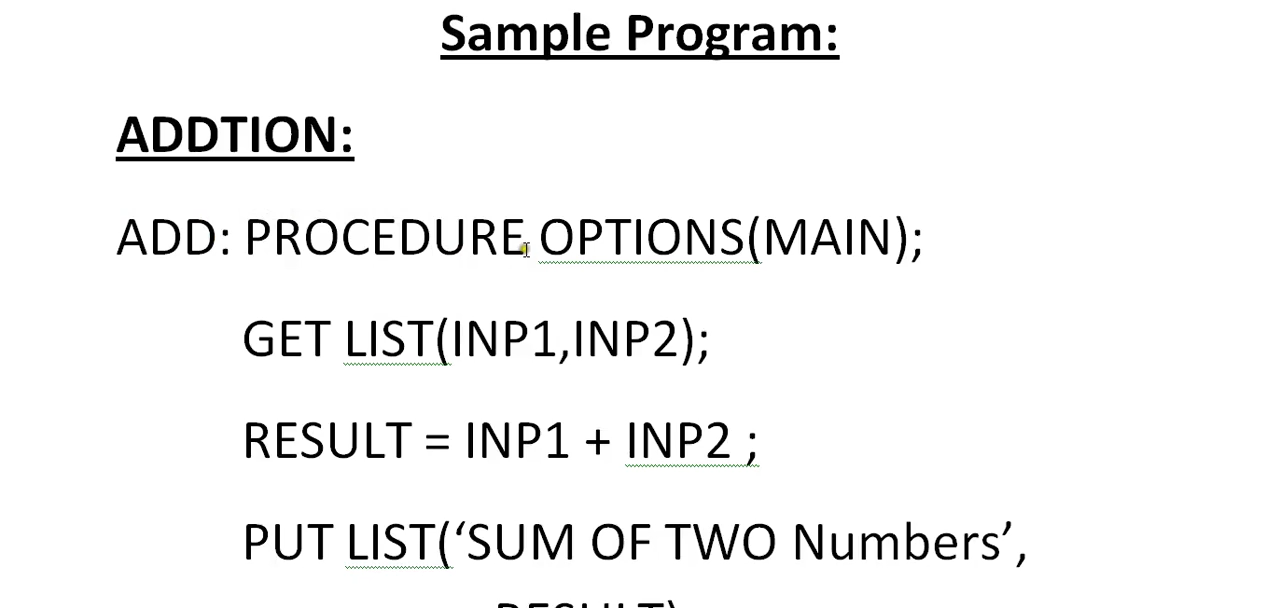 Sample Program:
ADDTION:
ADD: PROCEDURE OPTIONS(MAIN);
GET LIST(INP1,INP2);
RESULT = INP1 + INP2 ;
PUT LIST(‘SUM OF TWO Numbers’,
RESULT)